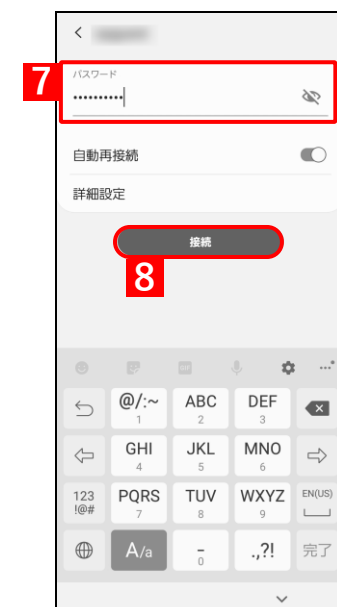 7
パスワード
••••••••••
自動再接続
詳細設定
接続
8
GIF
@/:~ ABC DEF
1 2 3
GHI JKL MNO
4 5 6
123 PQRS TUV WXYZ EN(US)
!@# 7 8 9
A/a - .,?! 完了
0